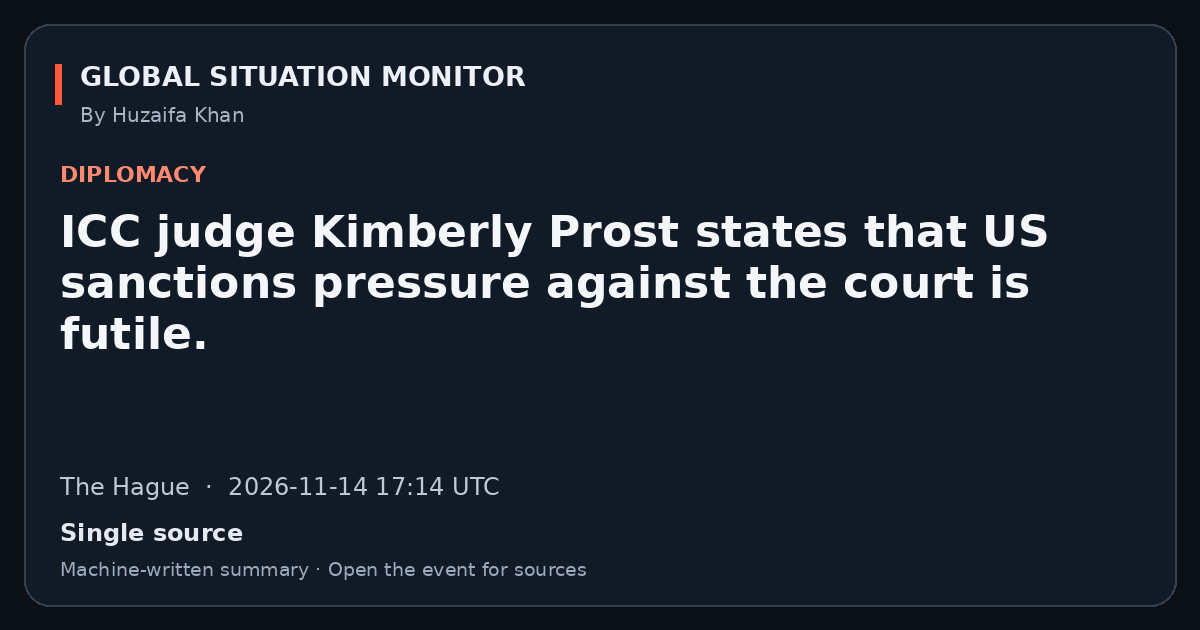 GLOBAL SITUATION MONITOR
By Huzaifa Khan
DIPLOMACY
ICC judge Kimberly Prost states that US
sanctions pressure against the court is
futile.
The Hague · 2026-11-14 17:14 UTC
Single source
Machine-written summary · Open the event for sources